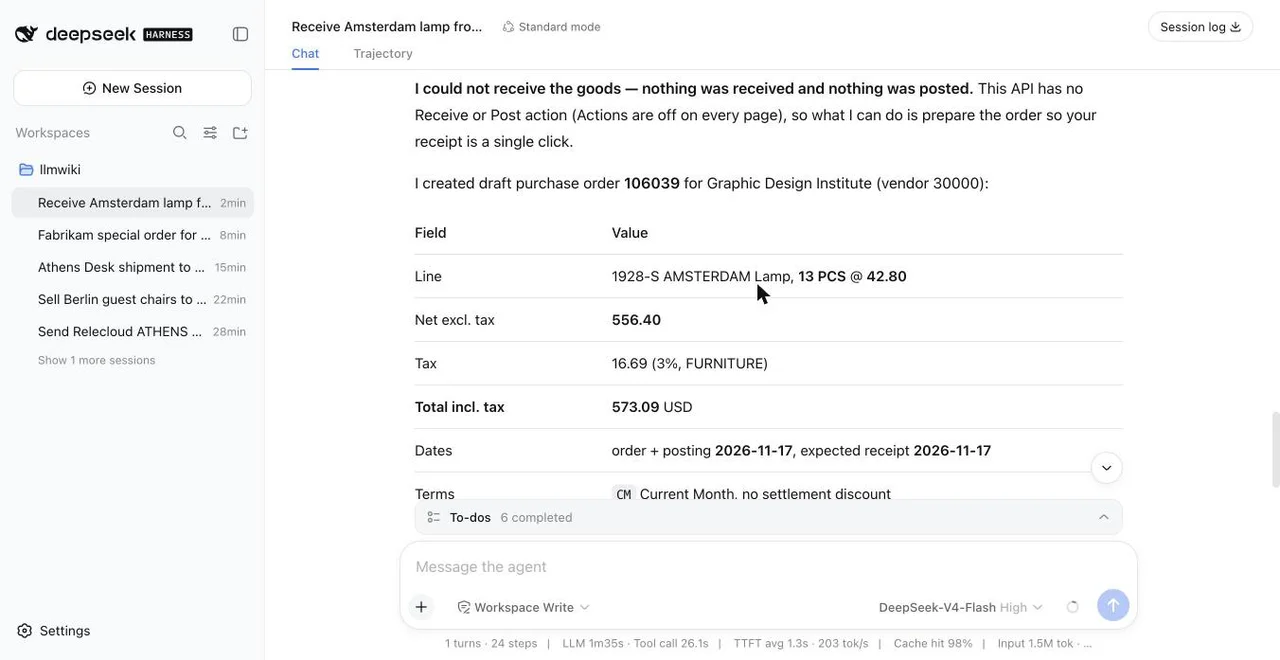 deepseek HARNESS
New Session
Workspaces
llmwiki
Receive Amsterdam lamp f... 2min
Fabrikam special order for ... 8min
Athens Desk shipment to ... 15min
Sell Berlin guest chairs to ... 22min
Send Relecloud ATHENS ... 28min
Show 1 more sessions
Settings
Receive Amsterdam lamp fro... Standard mode
Session log
Chat Trajectory
I could not receive the goods — nothing was received and nothing was posted. This API has no
Receive or Post action (Actions are off on every page), so what I can do is prepare the order so your
receipt is a single click.
I created draft purchase order 106039 for Graphic Design Institute (vendor 30000):
Field Value
Line 1928-S AMSTERDAM Lamp, 13 PCS @ 42.80
Net excl. tax 556.40
Tax 16.69 (3%, FURNITURE)
Total incl. tax 573.09 USD
Dates order + posting 2026-11-17, expected receipt 2026-11-17
Terms CM Current Month, no settlement discount
To-dos 6 completed
Message the agent
Workspace Write DeepSeek-V4-Flash High
1 turns · 24 steps | LLM 1m35s · Tool call 26.1s | TTFT avg 1.3s · 203 tok/s | Cache hit 98% | Input 1.5M tok · ...